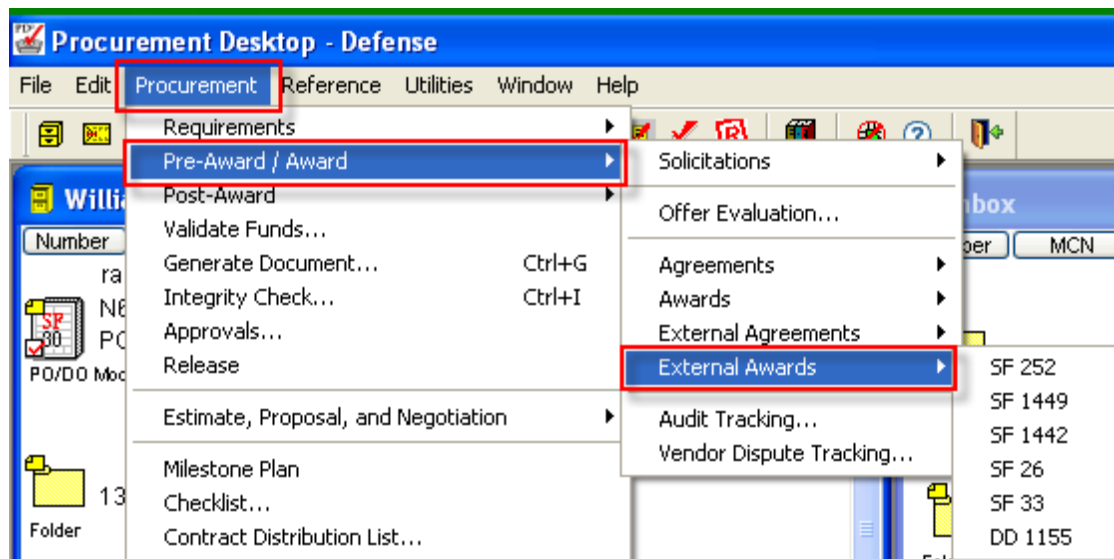 Procurement Desktop - Defense
File Edit Procurement Reference Utilities Window Help
Requirements
Pre-Award / Award
Post-Award
Validate Funds...
Generate Document... Ctrl+G
Integrity Check... Ctrl+I
Approvals...
Release
Estimate, Proposal, and Negotiation
Milestone Plan
Checklist...
Contract Distribution List...
Solicitations
Offer Evaluation...
Agreements
Awards
External Agreements
External Awards
Audit Tracking...
Vendor Dispute Tracking...
SF 252
SF 1449
SF 1442
SF 26
SF 33
DD 1155
Number
SF
30
PO/DO
13
Folder
MCN